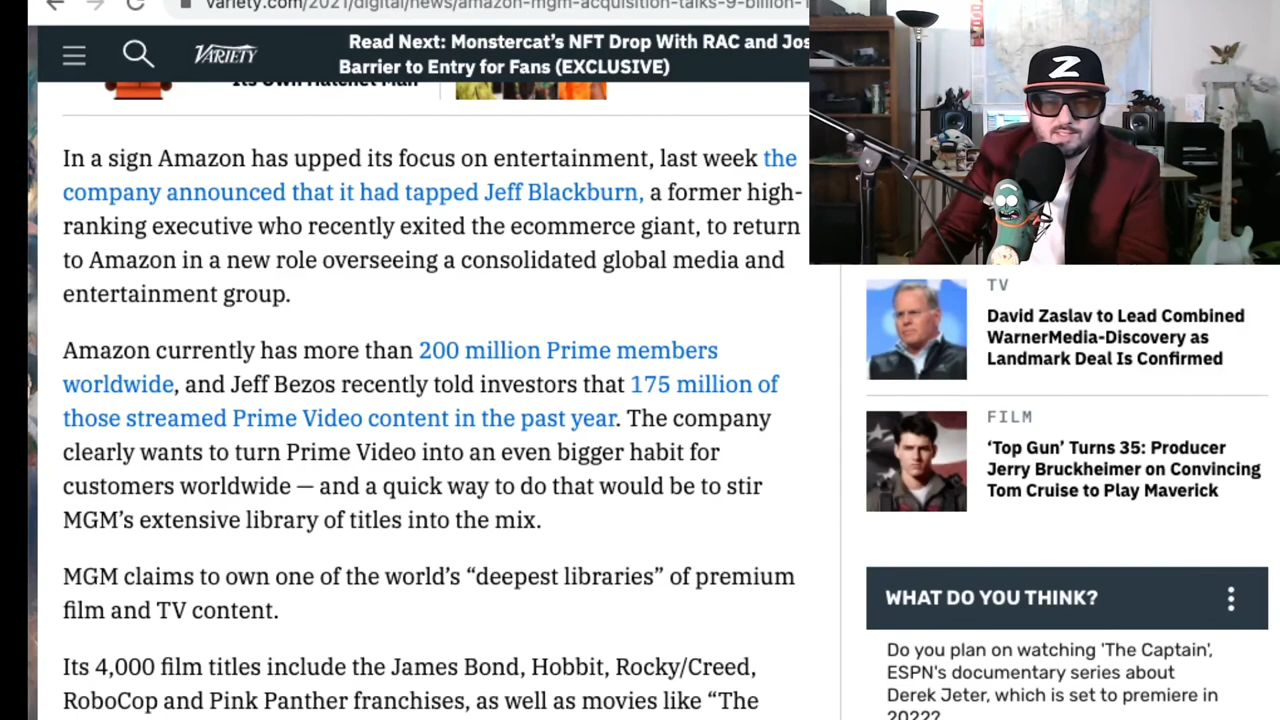 variety.com/2021/digital/news/amazon-mgm-acquisition-talks-9-billion-1
VARIETY
Read Next: Monstercat's NFT Drop With RAC and Jos
Barrier to Entry for Fans (EXCLUSIVE)
Its Own Hatchet Man
In a sign Amazon has upped its focus on entertainment, last week the
company announced that it had tapped Jeff Blackburn, a former high-
ranking executive who recently exited the ecommerce giant, to return
to Amazon in a new role overseeing a consolidated global media and
entertainment group.
Amazon currently has more than 200 million Prime members
worldwide, and Jeff Bezos recently told investors that 175 million of
those streamed Prime Video content in the past year. The company
clearly wants to turn Prime Video into an even bigger habit for
customers worldwide — and a quick way to do that would be to stir
MGM's extensive library of titles into the mix.
MGM claims to own one of the world's “deepest libraries” of premium
film and TV content.
Its 4,000 film titles include the James Bond, Hobbit, Rocky/Creed,
RoboCop and Pink Panther franchises, as well as movies like “The
Z
TV
David Zaslav to Lead Combined
WarnerMedia-Discovery as
Landmark Deal Is Confirmed
FILM
‘Top Gun’ Turns 35: Producer
Jerry Bruckheimer on Convincing
Tom Cruise to Play Maverick
WHAT DO YOU THINK?
Do you plan on watching 'The Captain',
ESPN's documentary series about
Derek Jeter, which is set to premiere in
2022?